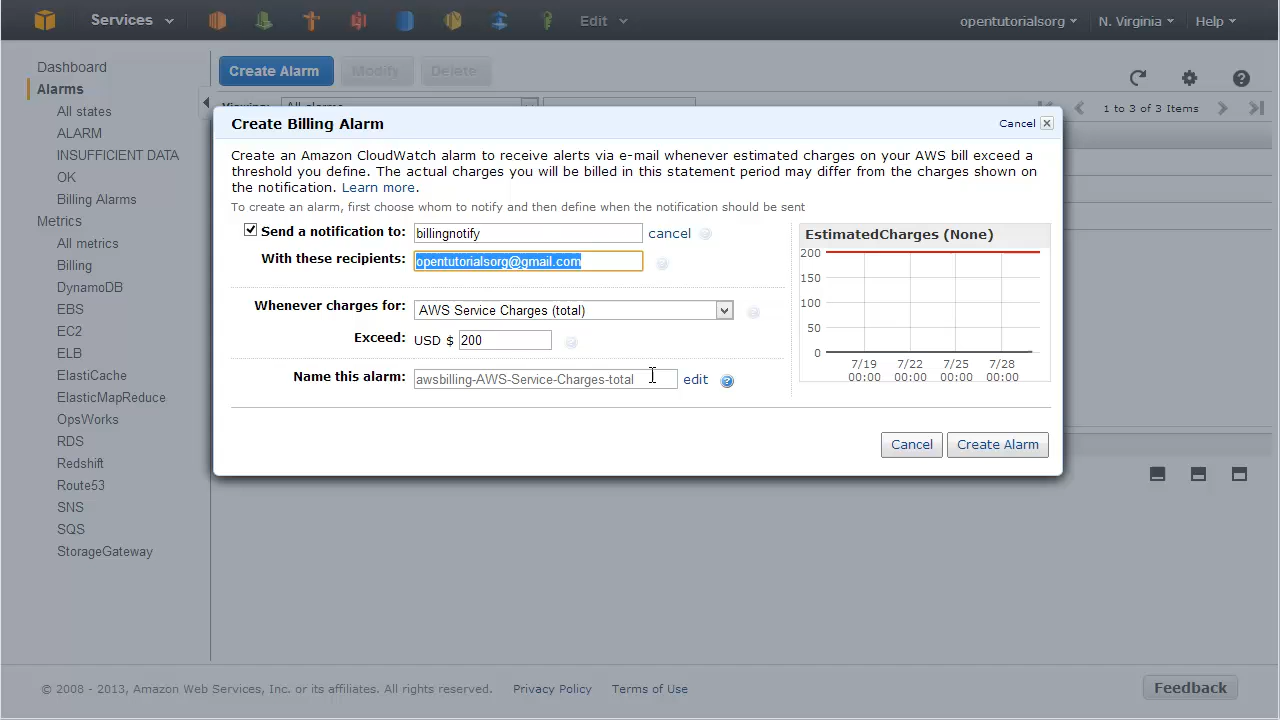 Services Edit opentutorialsorg N. Virginia Help
Dashboard
Alarms
All states
ALARM
INSUFFICIENT DATA
OK
Billing Alarms
Metrics
All metrics
Billing
DynamoDB
EBS
EC2
ELB
ElastiCache
ElasticMapReduce
OpsWorks
RDS
Redshift
Route53
SNS
SQS
StorageGateway
Create Alarm Modify Delete
Viewing: All alarms
1 to 3 of 3 Items
Create Billing Alarm Cancel
Create an Amazon CloudWatch alarm to receive alerts via e-mail whenever estimated charges on your AWS bill exceed a
threshold you define. The actual charges you will be billed in this statement period may differ from the charges shown on
the notification. Learn more.
To create an alarm, first choose whom to notify and then define when the notification should be sent
Send a notification to: billingnotify cancel
With these recipients: opentutorialsorg@gmail.com
Whenever charges for: AWS Service Charges (total)
Exceed: USD $ 200
Name this alarm: awsbilling-AWS-Service-Charges-total edit
EstimatedCharges (None)
200
150
100
50
0
7/19 7/22 7/25 7/28
00:00 00:00 00:00 00:00
Cancel Create Alarm
© 2008 - 2013, Amazon Web Services, Inc. or its affiliates. All rights reserved. Privacy Policy Terms of Use
Feedback